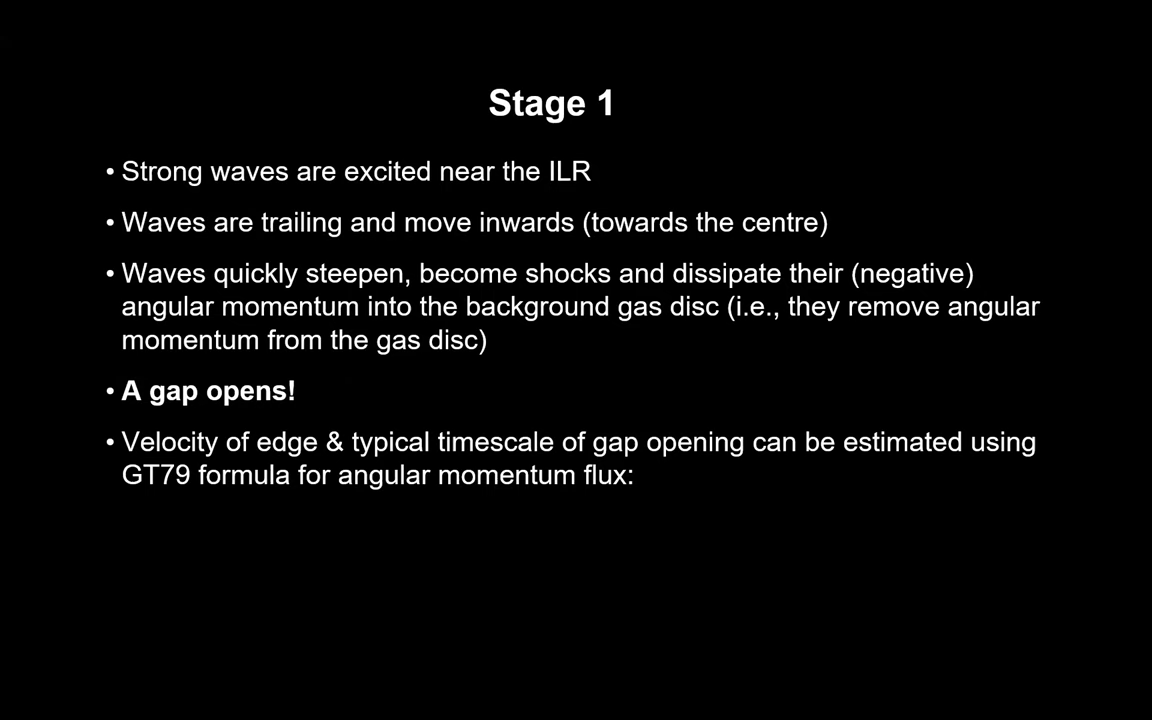 Stage 1
• Strong waves are excited near the ILR
• Waves are trailing and move inwards (towards the centre)
• Waves quickly steepen, become shocks and dissipate their (negative)
angular momentum into the background gas disc (i.e., they remove angular
momentum from the gas disc)
• A gap opens!
• Velocity of edge & typical timescale of gap opening can be estimated using
GT79 formula for angular momentum flux: